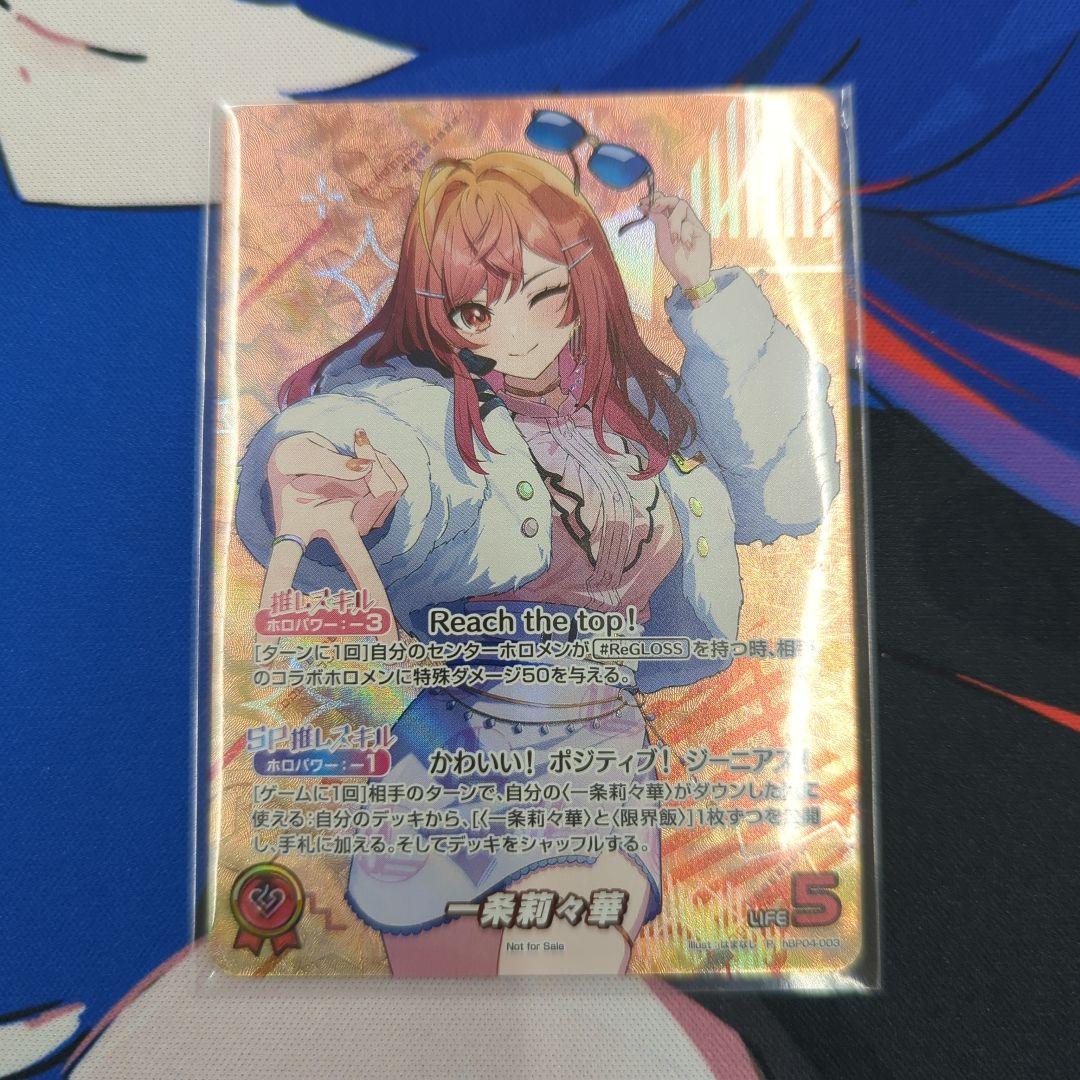 推しスキル
ホロパワー：－3
Reach the top！
[ターンに1回]自分のセンターホロメンが #ReGLOSS を持つ時、相手
のコラボホロメンに特殊ダメージ50を与える。
SP推しスキル
ホロパワー：－1
かわいい！ ポジティブ！ ジーニアス！
[ゲームに1回]相手のターンで、自分の〈一条莉々華〉がダウンした時に
使える：自分のデッキから、[〈一条莉々華〉と〈限界飯〉]1枚ずつを公開
し、手札に加える。そしてデッキをシャッフルする。
一条莉々華
LIFE 5
Not for Sale
Illust：はまなし P hBP04-003